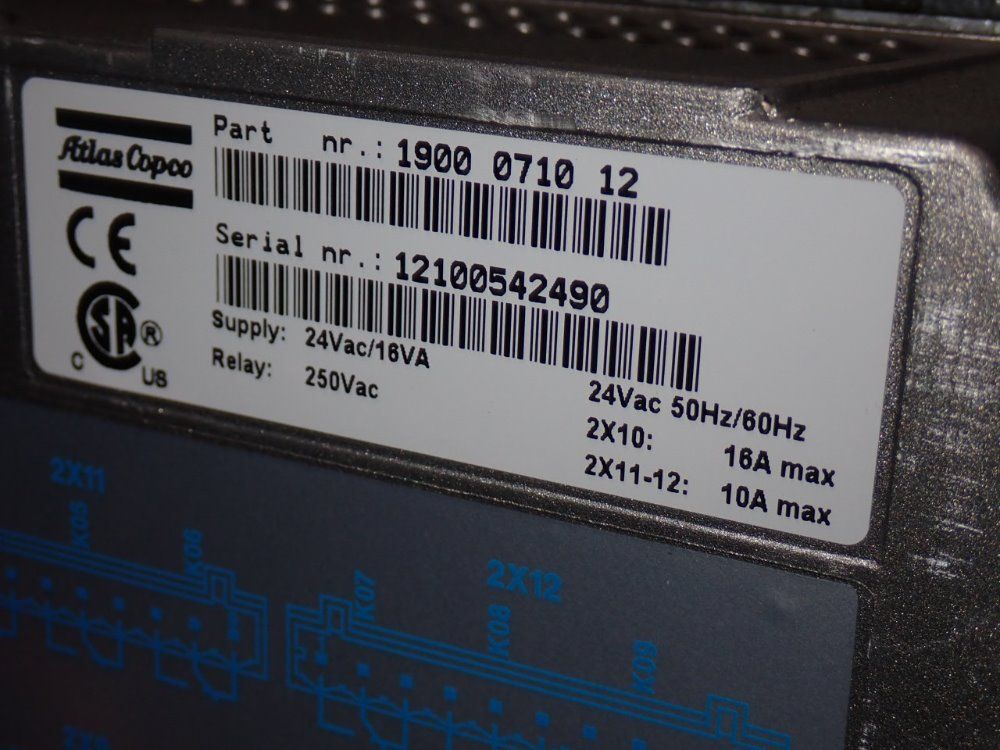 Atlas Copco
Part nr.: 1900 0710 12
Serial nr.: 12100542490
CE
SA ®
C US
Supply: 24Vac/16VA
Relay: 250Vac
24Vac 50Hz/60Hz
2X10: 16A max
2X11-12: 10A max
2X11
K05
K06
2X12
K07
K08
K09